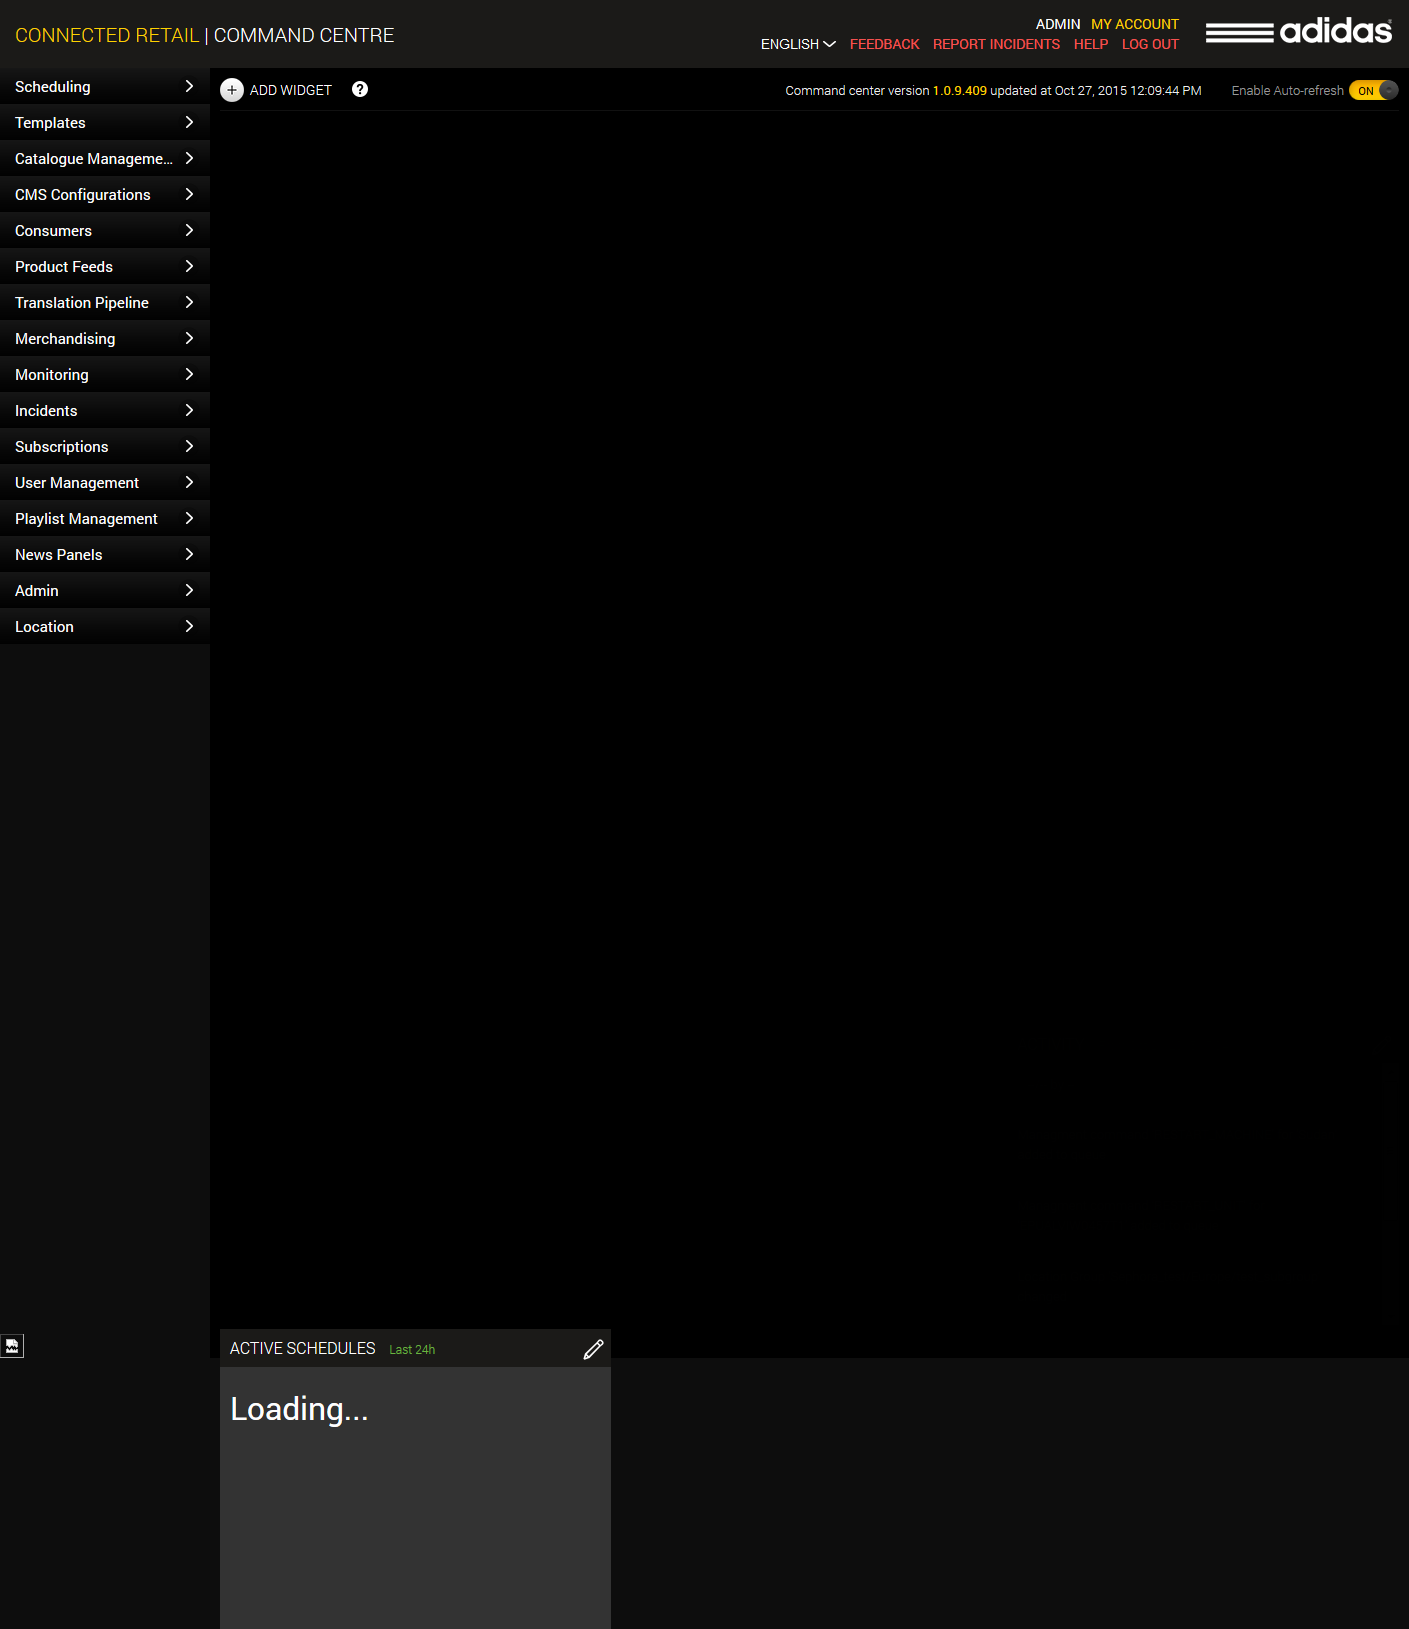 CONNECTED RETAIL | COMMAND CENTRE
ADMIN MY ACCOUNT
ENGLISH FEEDBACK REPORT INCIDENTS HELP LOG OUT
adidas
ADD WIDGET ?
Command center version 1.0.9.409 updated at Oct 27, 2015 12:09:44 PM
Enable Auto-refresh ON
Scheduling
Templates
Catalogue Manageme...
CMS Configurations
Consumers
Product Feeds
Translation Pipeline
Merchandising
Monitoring
Incidents
Subscriptions
User Management
Playlist Management
News Panels
Admin
Location
ACTIVE SCHEDULES Last 24h
Loading...